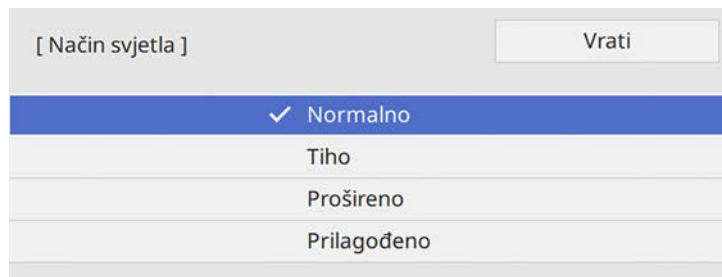 [ Način svjetla ]
Vrati
Normalno
Tiho
Prošireno
Prilagođeno